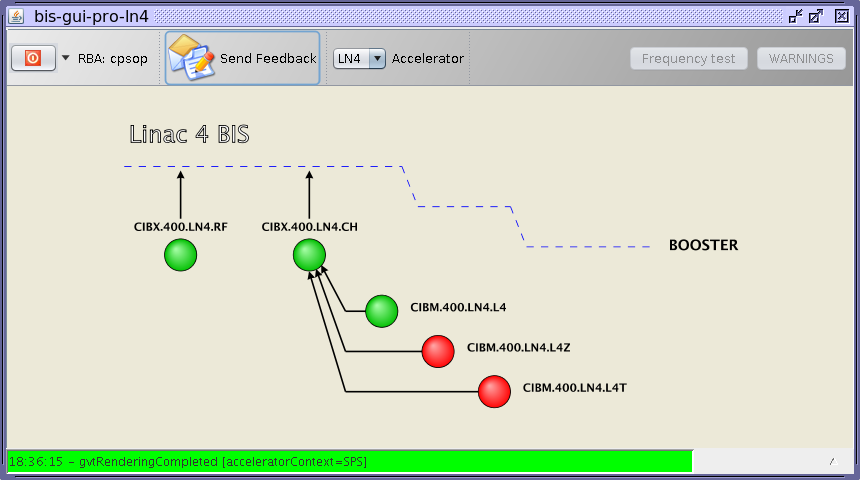 bis-gui-pro-ln4
RBA: cpsop
Send Feedback
LN4
Accelerator
Frequency test
WARNINGS
Linac 4 BIS
CIBX.400.LN4.RF
CIBX.400.LN4.CH
BOOSTER
CIBM.400.LN4.L4
CIBM.400.LN4.L4Z
CIBM.400.LN4.L4T
18:36:15 - gvtRenderingCompleted [acceleratorContext=SPS]